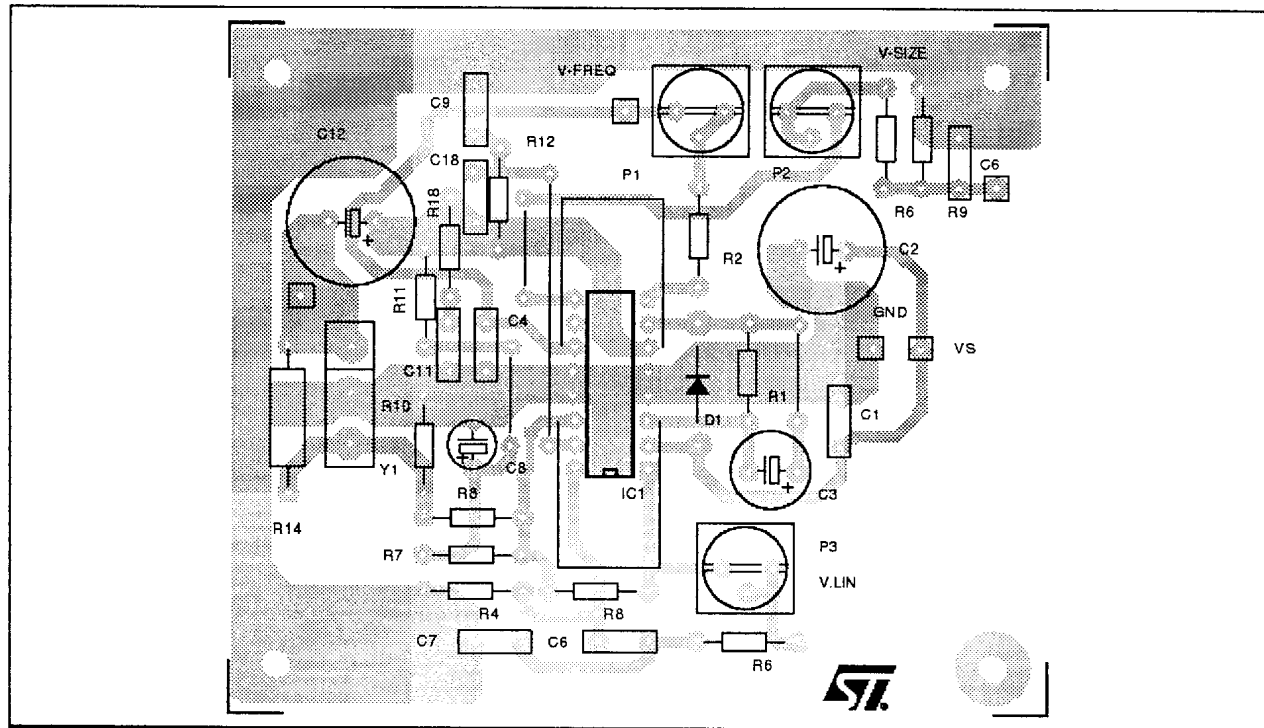 V-SIZE
V-FREQ
C9
C12
R12
C18
P1
P2
C6
R18
R6
R9
R2
C2
R11
GND
C4
VS
C11
R10
R1
C1
D1
Y1
C8
IC1
C3
R8
R14
R7
P3
V.LIN
R4
R8
C7
C6
R6
ST.